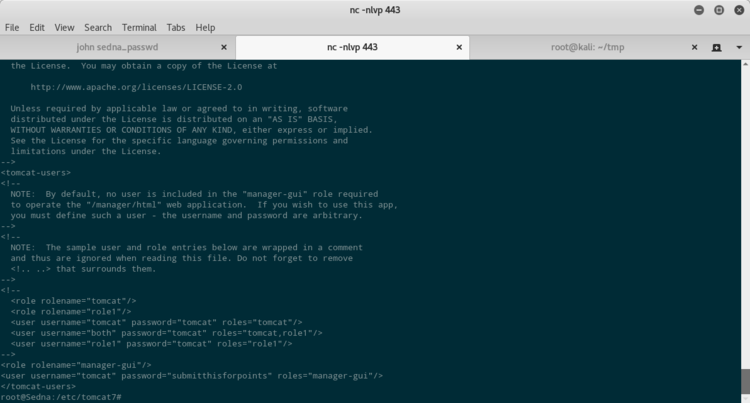 nc -nlvp 443
File Edit View Search Terminal Tabs Help
john sedna_passwd
nc -nlvp 443
root@kali: ~/tmp
the License.  You may obtain a copy of the License at
http://www.apache.org/licenses/LICENSE-2.0
Unless required by applicable law or agreed to in writing, software
distributed under the License is distributed on an "AS IS" BASIS,
WITHOUT WARRANTIES OR CONDITIONS OF ANY KIND, either express or implied.
See the License for the specific language governing permissions and
limitations under the License.
-->
<tomcat-users>
<!--
NOTE:  By default, no user is included in the "manager-gui" role required
to operate the "/manager/html" web application.  If you wish to use this app,
you must define such a user - the username and password are arbitrary.
-->
<!--
NOTE:  The sample user and role entries below are wrapped in a comment
and thus are ignored when reading this file. Do not forget to remove
<!.. ..> that surrounds them.
-->
<!--
<role rolename="tomcat"/>
<role rolename="role1"/>
<user username="tomcat" password="tomcat" roles="tomcat"/>
<user username="both" password="tomcat" roles="tomcat,role1"/>
<user username="role1" password="tomcat" roles="role1"/>
-->
<role rolename="manager-gui"/>
<user username="tomcat" password="submitthisforpoints" roles="manager-gui"/>
</tomcat-users>
root@Sedna:/etc/tomcat7#